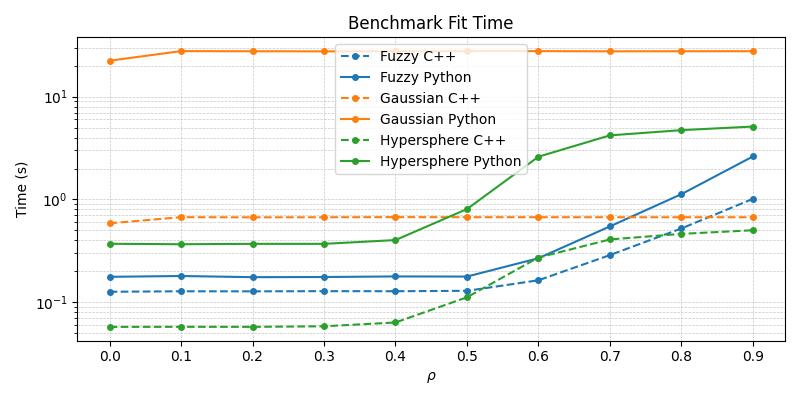 Benchmark Fit Time
Time (s)
10¹
10⁰
10⁻¹
Fuzzy C++
Fuzzy Python
Gaussian C++
Gaussian Python
Hypersphere C++
Hypersphere Python
0.0 0.1 0.2 0.3 0.4 0.5 0.6 0.7 0.8 0.9
ρ